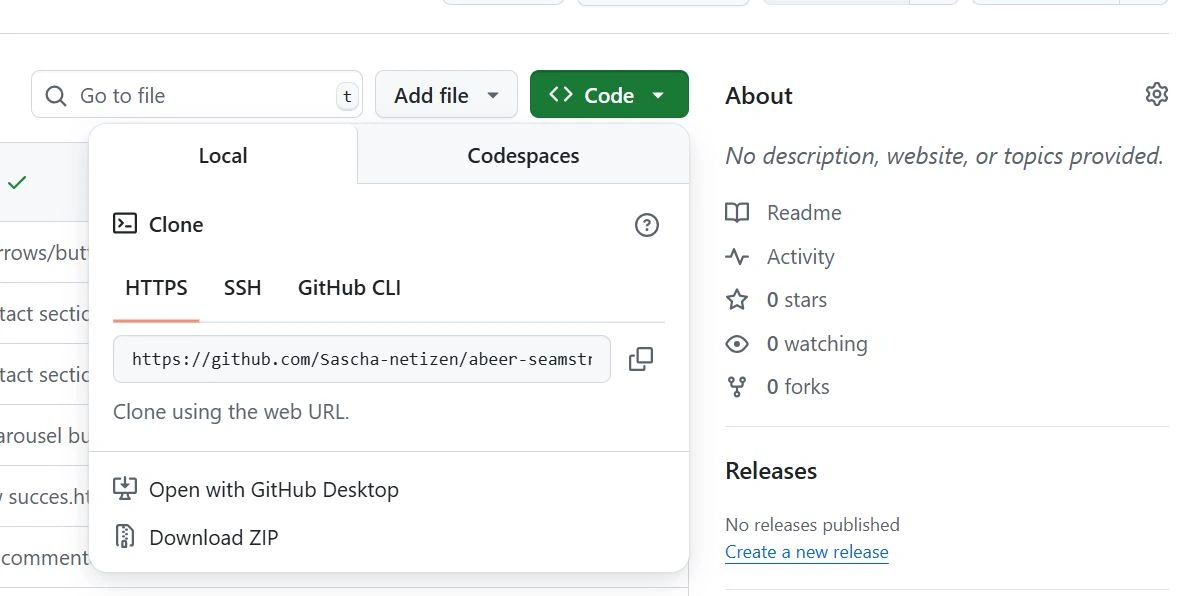 Go to file
t
Add file
Code
About
Local
Codespaces
No description, website, or topics provided.
Clone
Readme
rrows/but
Activity
HTTPS
SSH
GitHub CLI
0 stars
tact sectic
https://github.com/Sascha-netizen/abeer-seamstr
0 watching
tact sectic
0 forks
Clone using the web URL.
arousel bu
Releases
Open with GitHub Desktop
succes.ht
No releases published
Download ZIP
Create a new release
comment